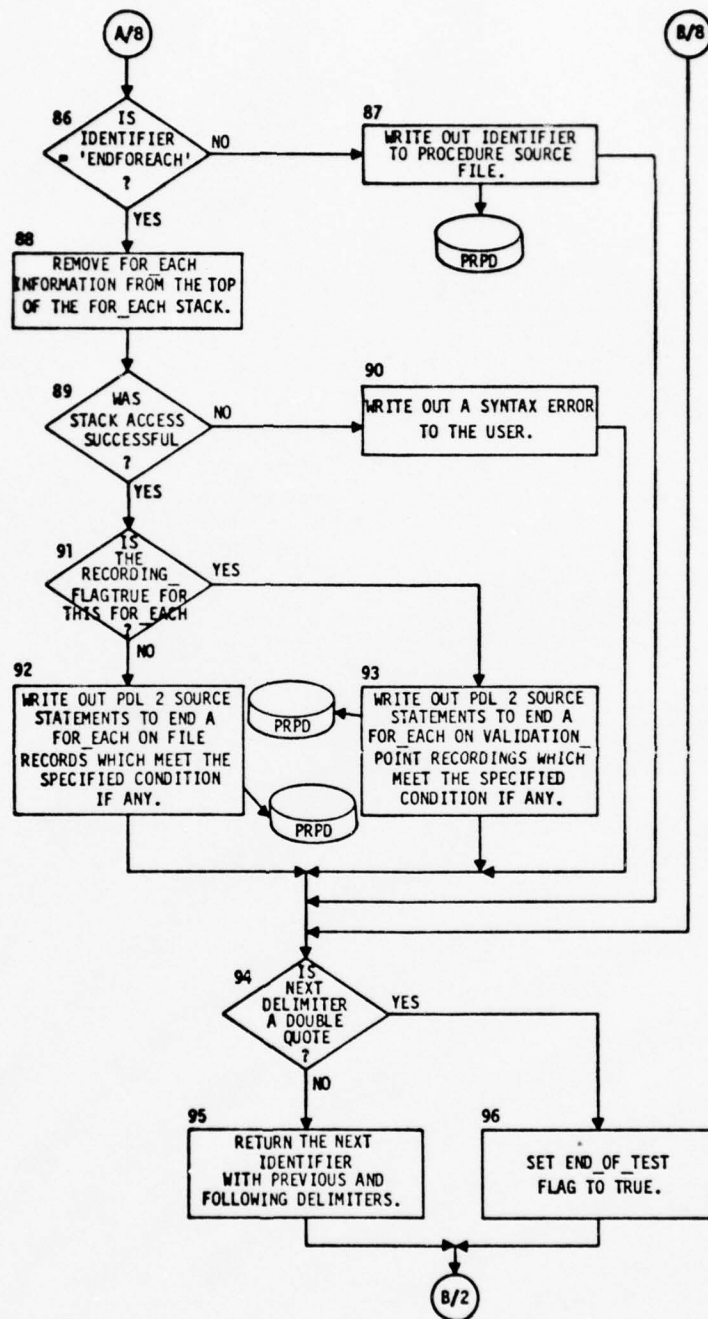 A/8
B/8
86
IS
IDENTIFIER
= 'ENDFOREACH'
?
NO
YES
87
WRITE OUT IDENTIFIER
TO PROCEDURE SOURCE
FILE.
PRPD
88
REMOVE FOR_EACH
INFORMATION FROM THE TOP
OF THE FOR_EACH STACK.
89
WAS
STACK ACCESS
SUCCESSFUL
?
NO
YES
90
WRITE OUT A SYNTAX ERROR
TO THE USER.
91
IS
THE
RECORDING_
FLAGTRUE FOR
THIS FOR_EACH
?
YES
NO
92
WRITE OUT PDL 2 SOURCE
STATEMENTS TO END A
FOR_EACH ON FILE
RECORDS WHICH MEET THE
SPECIFIED CONDITION
IF ANY.
PRPD
93
WRITE OUT PDL 2 SOURCE
STATEMENTS TO END A
FOR_EACH ON VALIDATION_
POINT RECORDINGS WHICH
MEET THE SPECIFIED
CONDITION IF ANY.
PRPD
94
IS
NEXT
DELIMITER
A DOUBLE
QUOTE
?
YES
NO
95
RETURN THE NEXT
IDENTIFIER
WITH PREVIOUS AND
FOLLOWING DELIMITERS.
96
SET END_OF_TEST
FLAG TO TRUE.
B/2